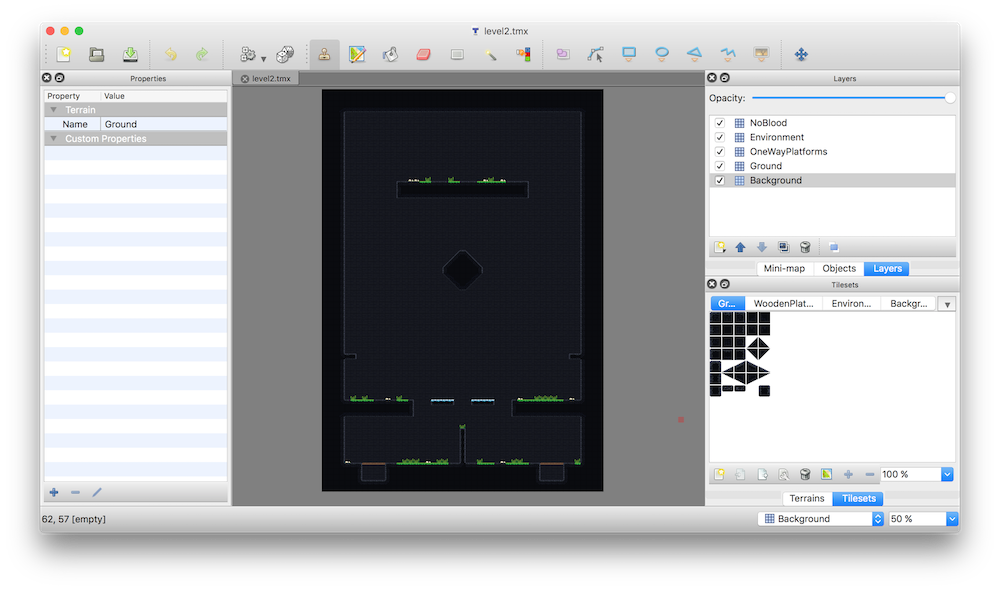 level2.tmx
Properties
level2.tmx
Layers
Property Value
Terrain
Name Ground
Custom Properties
Opacity:
NoBlood
Environment
OneWayPlatforms
Ground
Background
Mini-map Objects Layers
Tilesets
Gr... WoodenPlat... Environ... Backgr...
100 %
Terrains Tilesets
62, 57 [empty]
Background 50 %